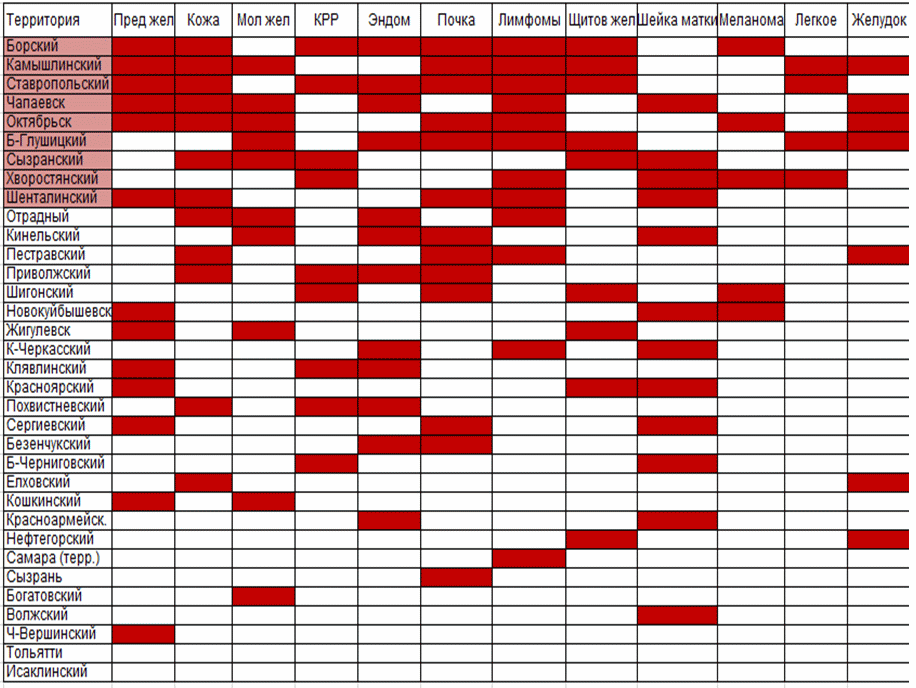 Территория Пред жел Кожа Мол жел КРР Эндом Почка Лимфомы Щитов жел Шейка матки Меланома Легкое Желудок
Борский
Камышлинский
Ставропольский
Чапаевск
Октябрьск
Б-Глушицкий
Сызранский
Хворостянский
Шенталинский
Отрадный
Кинельский
Пестравский
Приволжский
Шигонский
Новокуйбышевск
Жигулевск
К-Черкасский
Клявлинский
Красноярский
Похвистневский
Сергиевский
Безенчукский
Б-Черниговский
Елховский
Кошкинский
Красноармейск.
Нефтегорский
Самара (терр.)
Сызрань
Богатовский
Волжский
Ч-Вершинский
Тольятти
Исаклинский